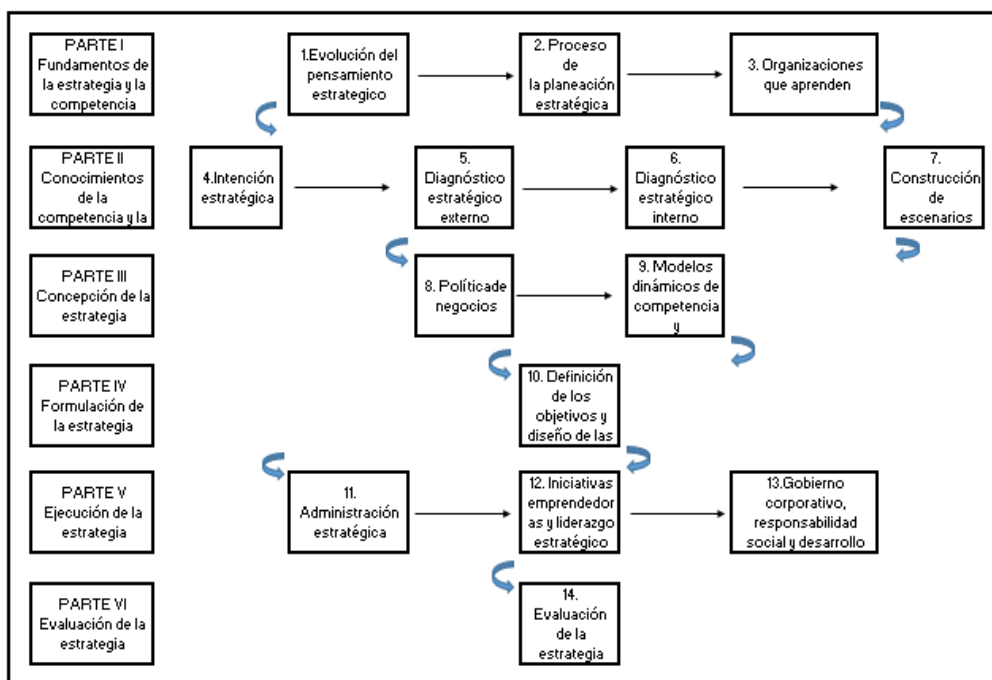 PARTE I
Fundamentos de
la estrategia y la
competencia
1.Evolución del
pensamiento
estrategico
2. Proceso
de
la planeación
estratégica
3. Organizaciones
que aprenden
PARTE II
Conocimientos
de la
competencia y la
4.Intención
estratégica
5.
Diagnóstico
estratégico
externo
6.
Diagnóstico
estratégico
interno
7.
Construcción
de
escenarios
PARTE III
Concepción de la
estrategia
8. Políticade
negocios
9. Modelos
dinámicos de
competencia
y
PARTE IV
Formulación de
la estrategia
10. Definición
de los
objetivos y
diseño de las
PARTE V
Ejecución de la
estrategia
11.
Administración
estratégica
12. Iniciativas
emprendedor
as y liderazgo
estratégico
13.Gobierno
corporativo,
responsabilidad
social y desarrollo
PARTE VI
Evaluación de la
estrategia
14.
Evaluación
de la
estrategia